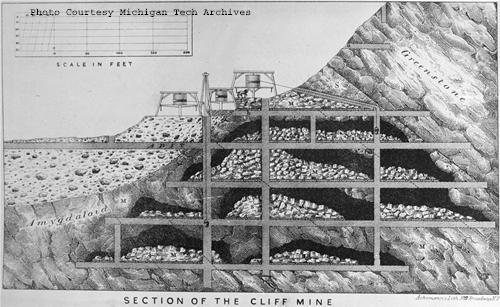 Photo Courtesy Michigan Tech Archives
SCALE IN FEET
Greenstone
Amygdaloid
M
M
M
SECTION OF THE CLIFF MINE